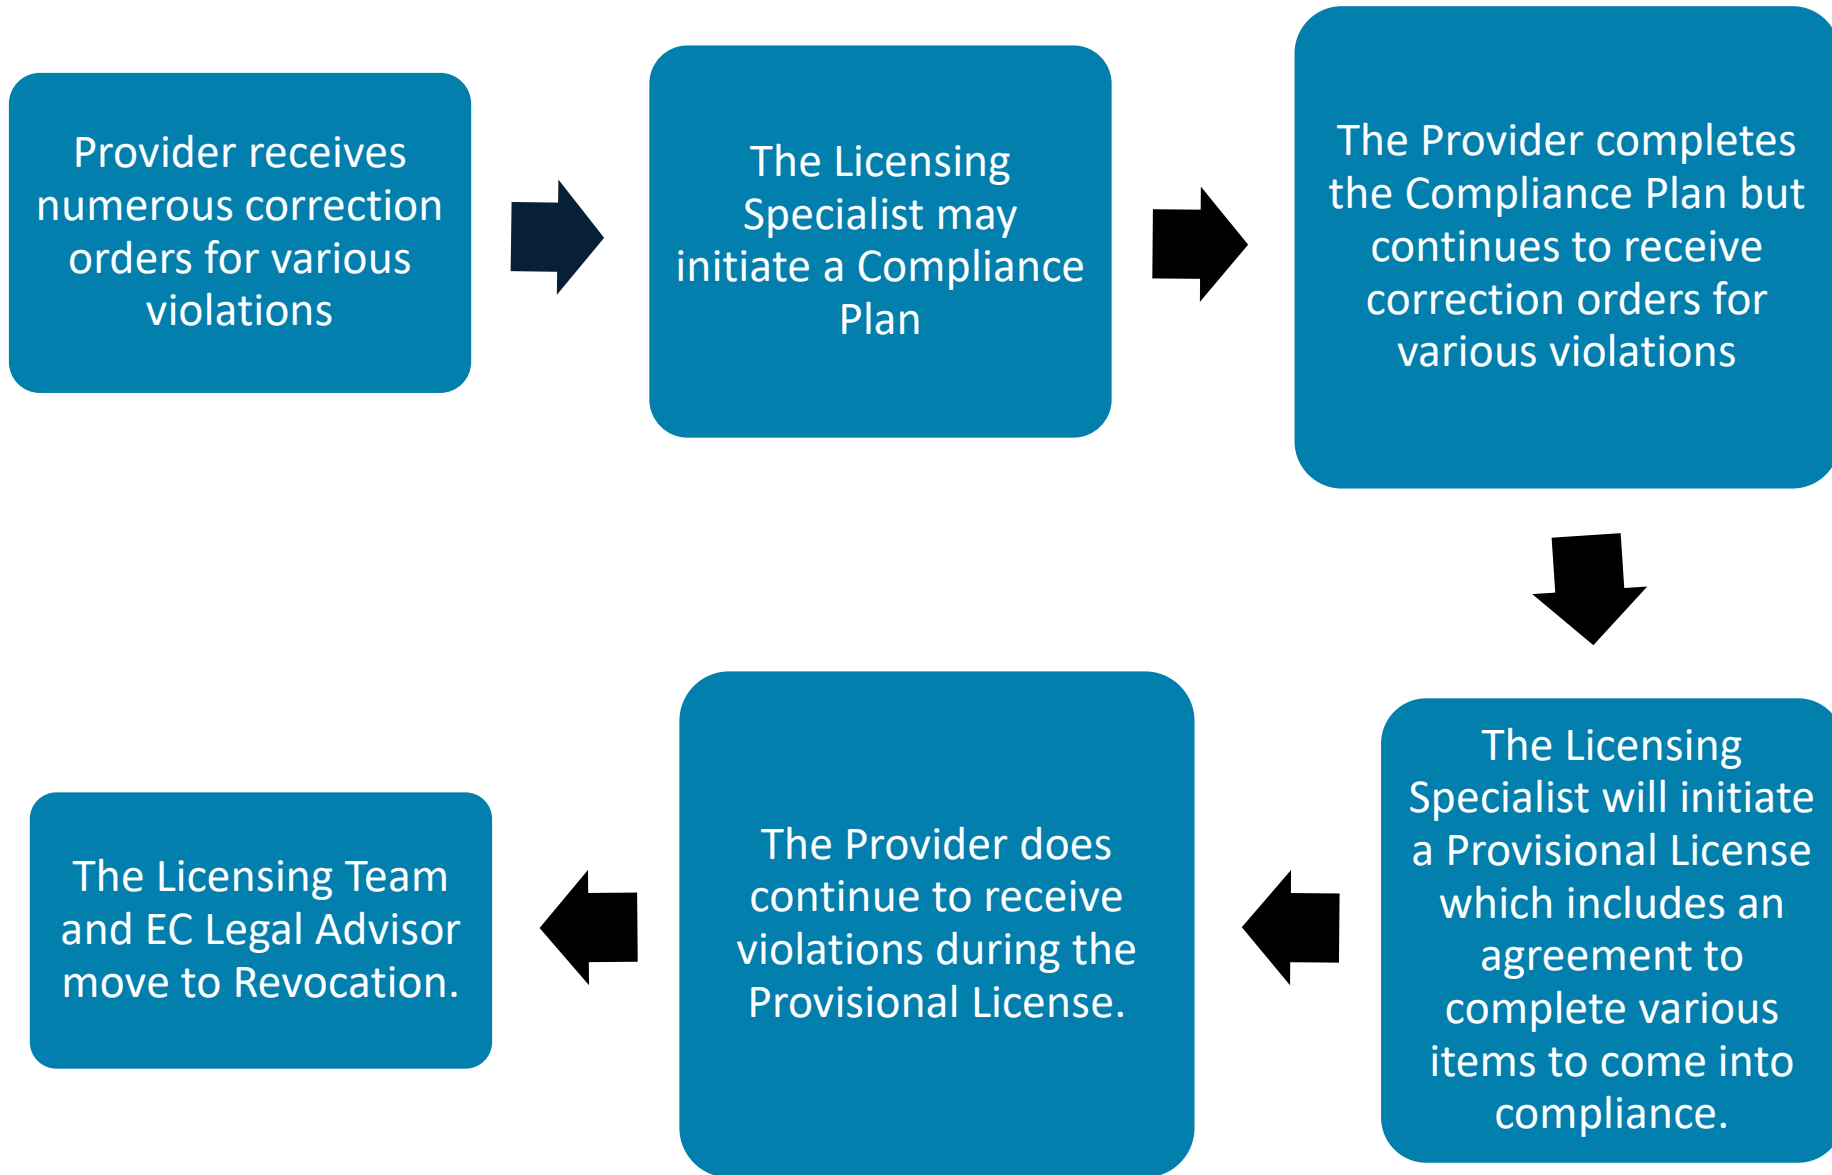 Provider receives
numerous correction
orders for various
violations
The Licensing
Specialist may
initiate a Compliance
Plan
The Provider completes
the Compliance Plan but
continues to receive
correction orders for
various violations
The Licensing
Specialist will initiate
a Provisional License
which includes an
agreement to
complete various
items to come into
compliance.
The Provider does
continue to receive
violations during the
Provisional License.
The Licensing Team
and EC Legal Advisor
move to Revocation.